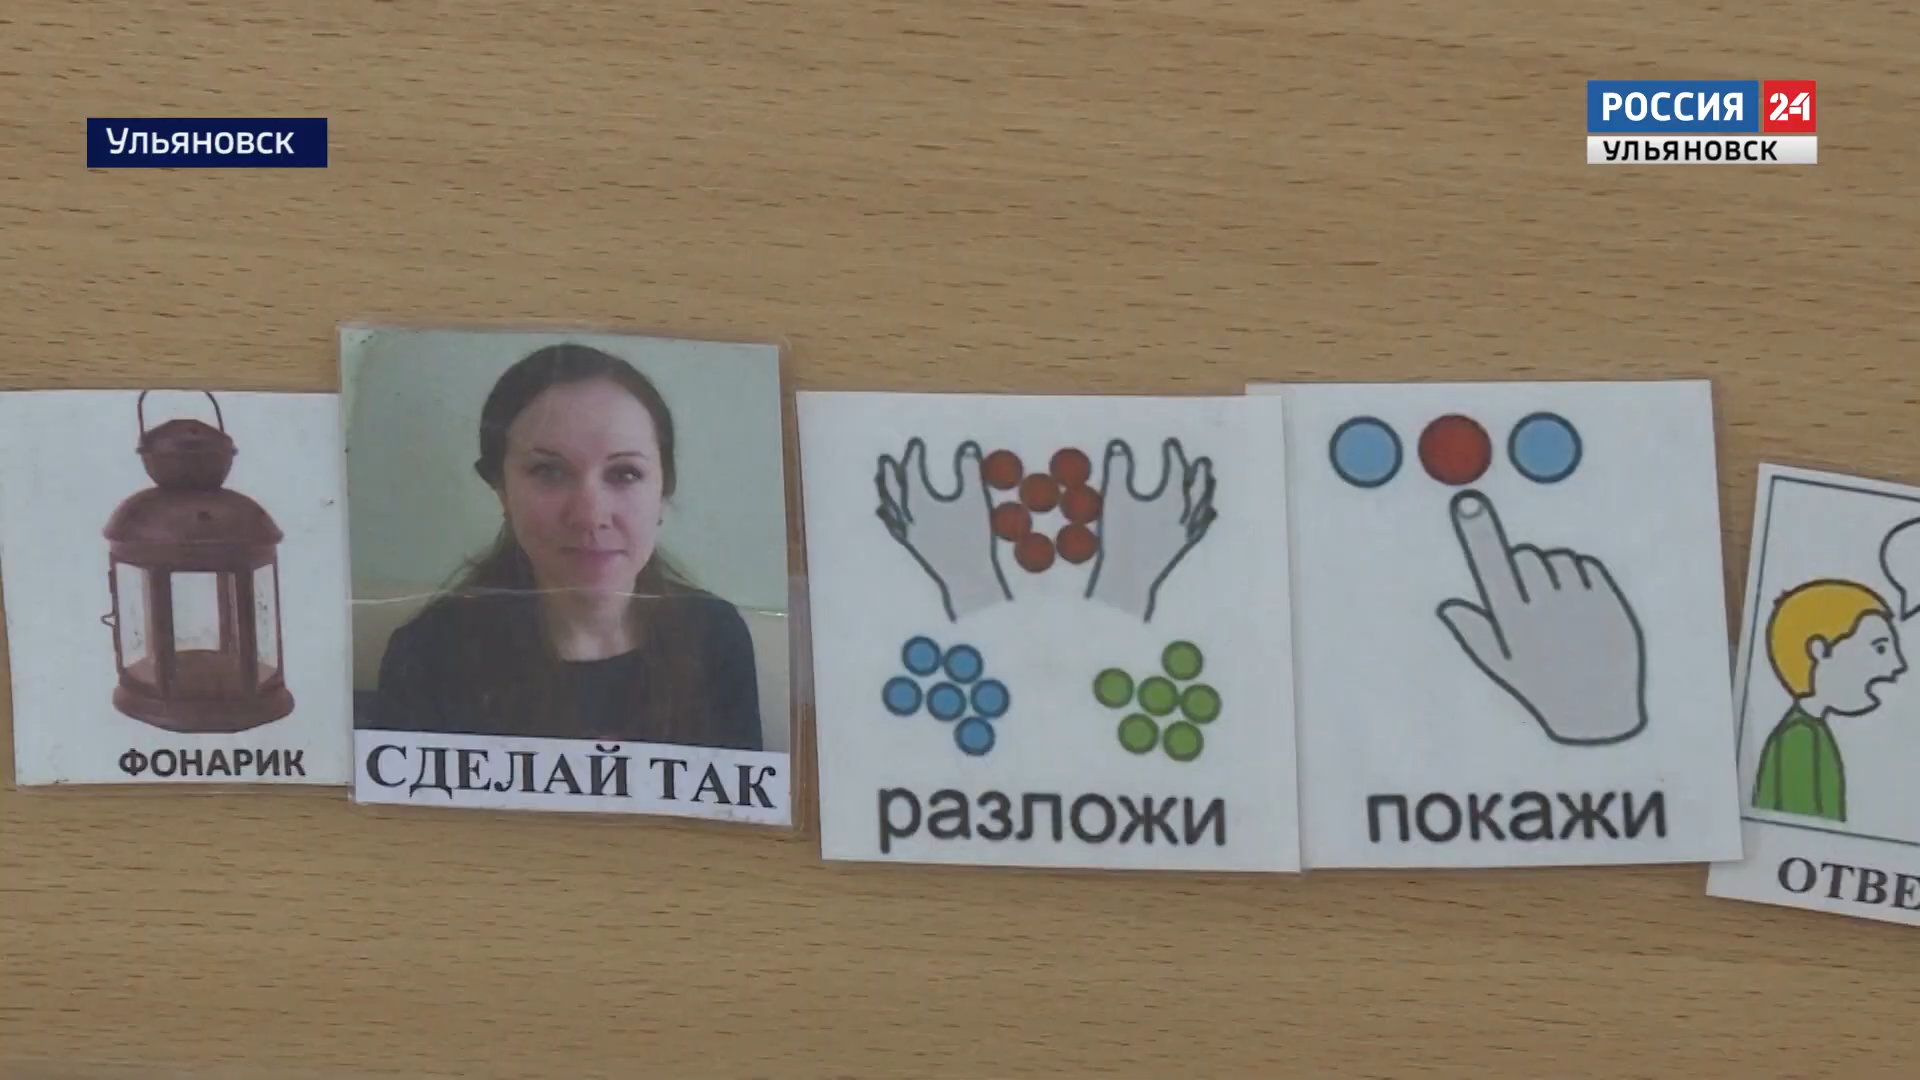 Ульяновск
РОССИЯ 24
УЛЬЯНОВСК
ФОНАРИК
СДЕЛАЙ ТАК
разложи
покажи